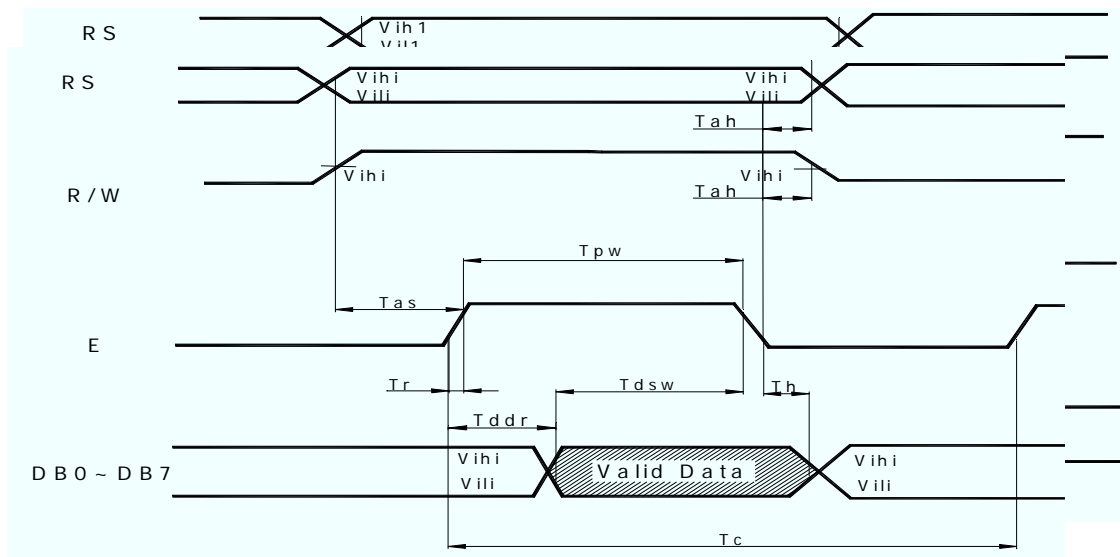 RS
Vih1
Vil1
RS
Vihi
Vihi
Vili
Vili
Tah
Vihi
Vihi
R/W
Tah
Tpw
Tas
E
Tr
Tdsw
Th
Tddr
Vihi
Vihi
DB0~DB7
Valid Data
Vili
Vili
Tc